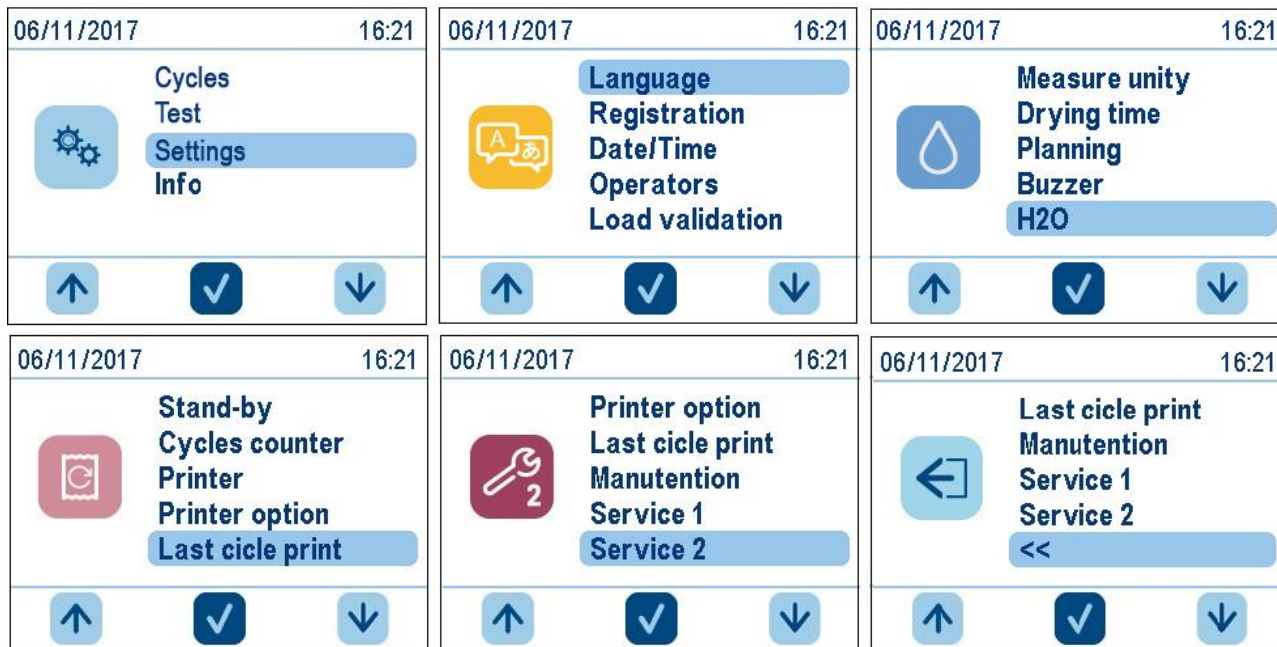 06/11/2017 16:21
Cycles
Test
Settings
Info
06/11/2017 16:21
Language
Registration
Date/Time
Operators
Load validation
A あ
06/11/2017 16:21
Measure unity
Drying time
Planning
Buzzer
H2O
06/11/2017 16:21
Stand-by
Cycles counter
Printer
Printer option
Last cicle print
06/11/2017 16:21
Printer option
Last cicle print
Manutention
Service 1
Service 2
2
06/11/2017 16:21
Last cicle print
Manutention
Service 1
Service 2
<<